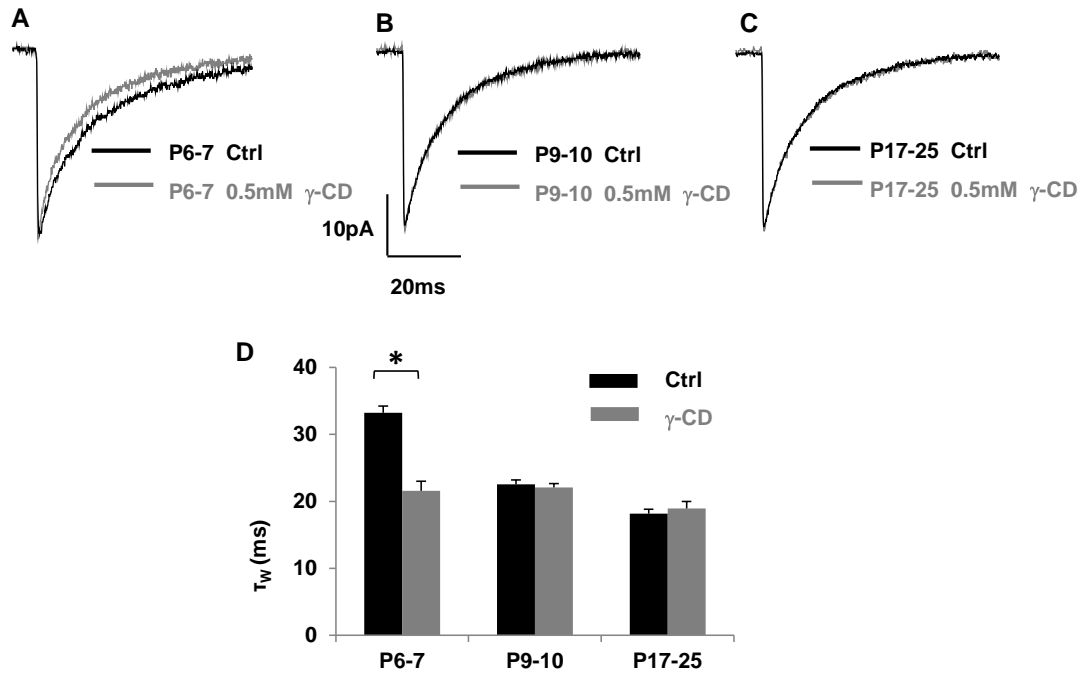 A
B
C
P6-7 Ctrl
P6-7 0.5mM γ-CD
P9-10 Ctrl
P9-10 0.5mM γ-CD
P17-25 Ctrl
P17-25 0.5mM γ-CD
10pA
20ms
D
*
Ctrl
γ-CD
40
30
20
10
0
τw (ms)
P6-7
P9-10
P17-25